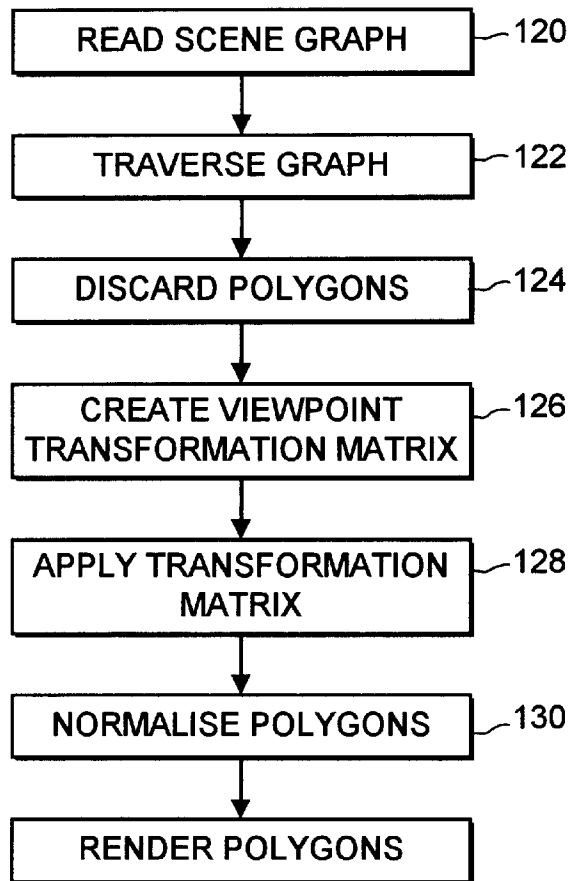 READ SCENE GRAPH 120
TRAVERSE GRAPH 122
DISCARD POLYGONS 124
CREATE VIEWPOINT 126
TRANSFORMATION MATRIX
APPLY TRANSFORMATION 128
MATRIX
NORMALISE POLYGONS 130
RENDER POLYGONS